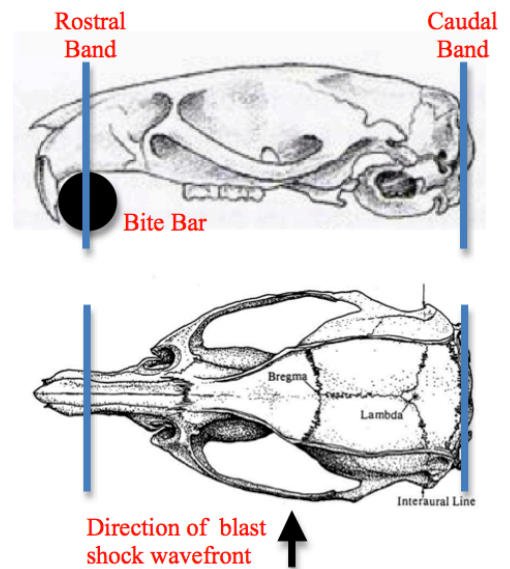 Rostral
Band
Caudal
Band
Bite Bar
Bregma
Lambda
Interaural Line
Direction of blast
shock wavefront